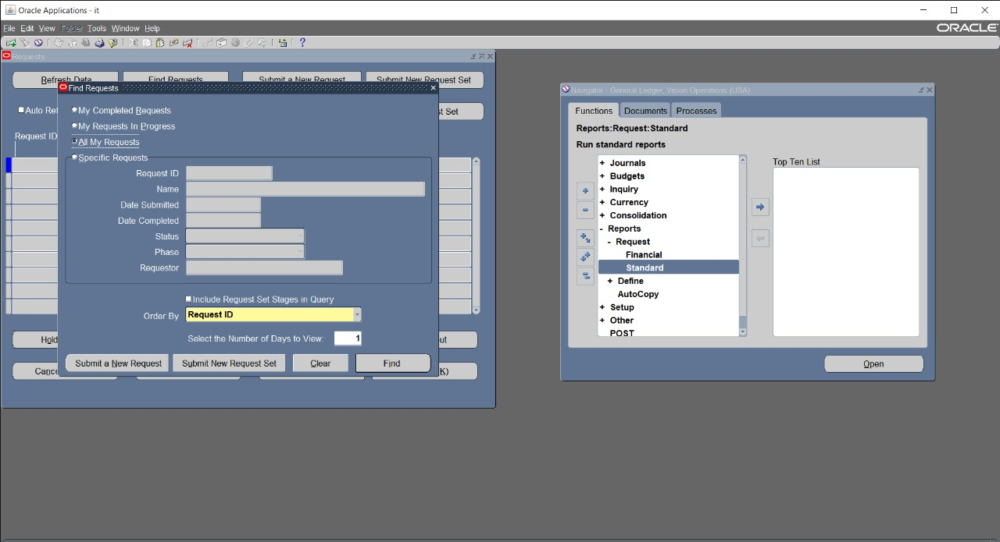 Oracle Applications - it
File Edit View Folder Tools Window Help
ORACLE
Requests
Refresh Data
Find Requests
Submit a New Request
Submit New Request Set
Find Requests
Auto
Set
Request ID
My Completed Requests
My Requests In Progress
All My Requests
Specific Requests
Request ID
Name
Date Submitted
Date Completed
Status
Phase
Requestor
Include Request Set Stages in Query
Order By Request ID
Select the Number of Days to View: 1
Submit a New Request
Submit New Request Set
Clear
Find
Navigator - General Ledger, Vision Operations (USA)
Functions Documents Processes
Reports:Request:Standard
Run standard reports
+ Journals
+ Budgets
+ Inquiry
+ Currency
+ Consolidation
- Reports
- Request
Financial
Standard
+ Define
AutoCopy
+ Setup
+ Other
POST
Top Ten List
Open